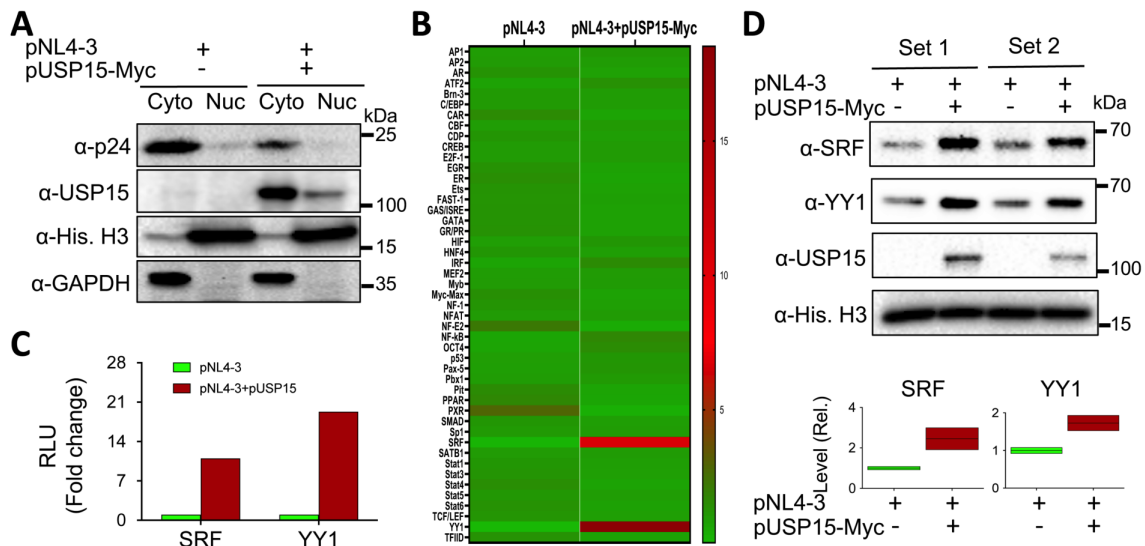 A
pNL4-3 + +
pUSP15-Myc - +
Cyto Nuc Cyto Nuc
kDa
α-p24 25
α-USP15 100
α-His. H3 15
α-GAPDH 35
B
pNL4-3 pNL4-3+pUSP15-Myc
AP1
AP2
AR
ATF2
Brn-3
C/EBP
CAR
CBF
CDP
CREB
E2F-1
EGR
ER
Ets
FAST-1
GAS/ISRE
GATA
GR/PR
HIF
HNF4
IRF
MEF2
Myb
Myc-Max
NF-1
NFAT
NF-E2
NF-kB
OCT4
p53
Pax-5
Pbx1
Pit
PPAR
PXR
SMAD
Sp1
SRF
SATB1
Stat1
Stat3
Stat4
Stat5
Stat6
TCF/LEF
YY1
TFIID
15
10
5
0
C
RLU
(Fold change)
28
21
14
7
0
pNL4-3
pNL4-3+pUSP15
SRF YY1
D
Set 1 Set 2
pNL4-3 + + + +
pUSP15-Myc - + - +
kDa
α-SRF 70
α-YY1 70
α-USP15 100
α-His. H3 15
SRF YY1
Level (Rel.)
4
2
0
2
1
0
pNL4-3 + + + +
pUSP15-Myc - + - +